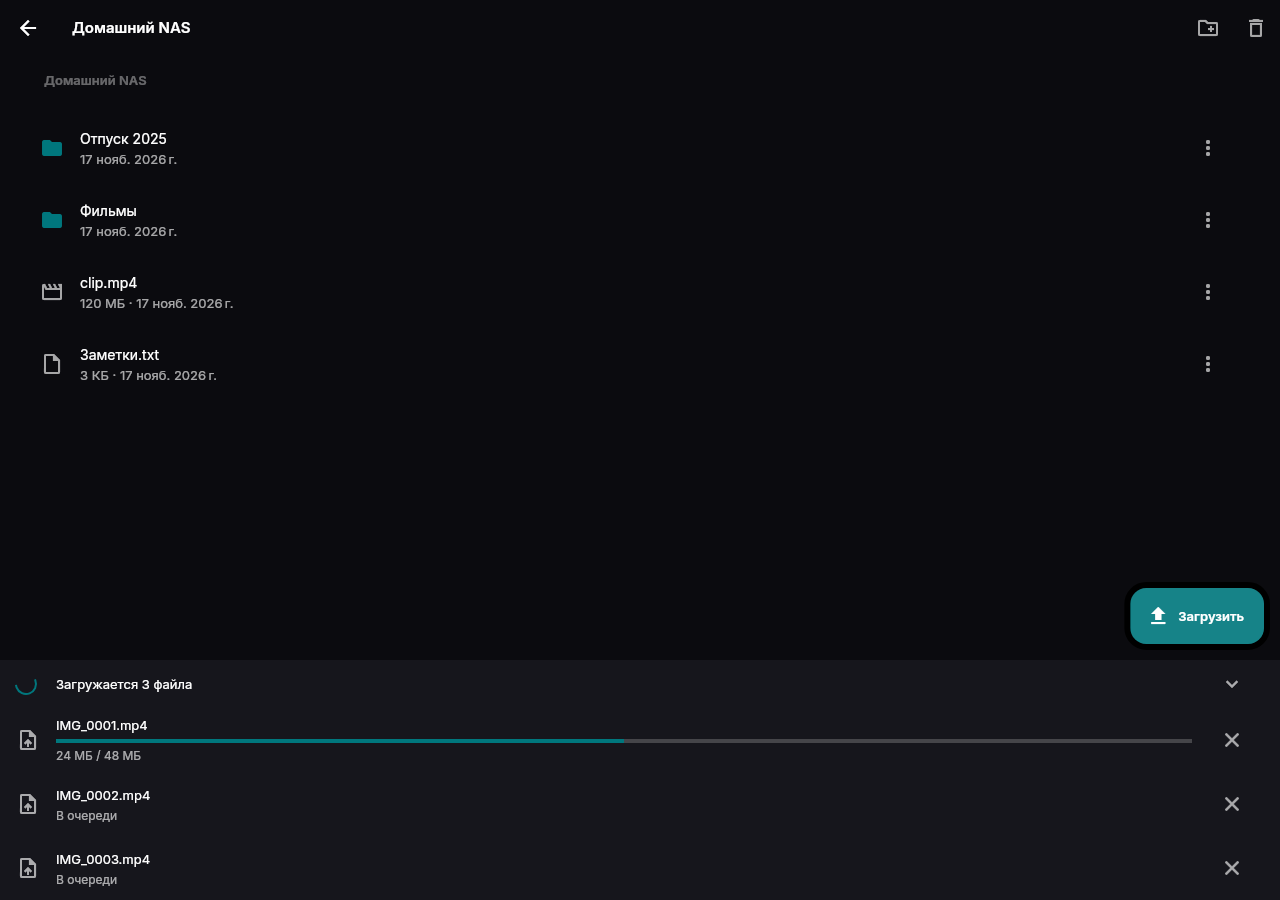 Домашний NAS
Домашний NAS
Отпуск 2025
17 нояб. 2026 г.
Фильмы
17 нояб. 2026 г.
clip.mp4
120 МБ · 17 нояб. 2026 г.
Заметки.txt
3 КБ · 17 нояб. 2026 г.
Загрузить
Загружается 3 файла
IMG_0001.mp4
24 МБ / 48 МБ
IMG_0002.mp4
В очереди
IMG_0003.mp4
В очереди